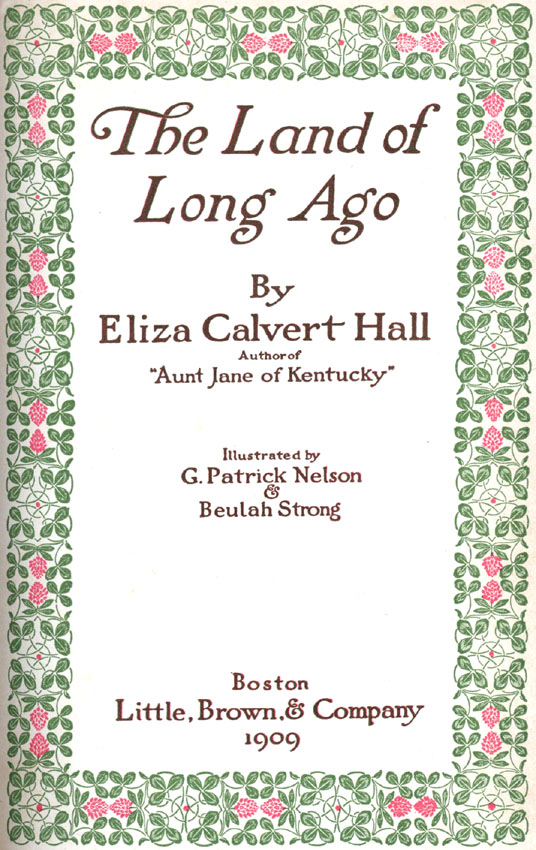 The Land of
Long Ago
By
Eliza Calvert Hall
Author of
"Aunt Jane of Kentucky"
Illustrated by
G. Patrick Nelson
&
Beulah Strong
Boston
Little, Brown, & Company
1909